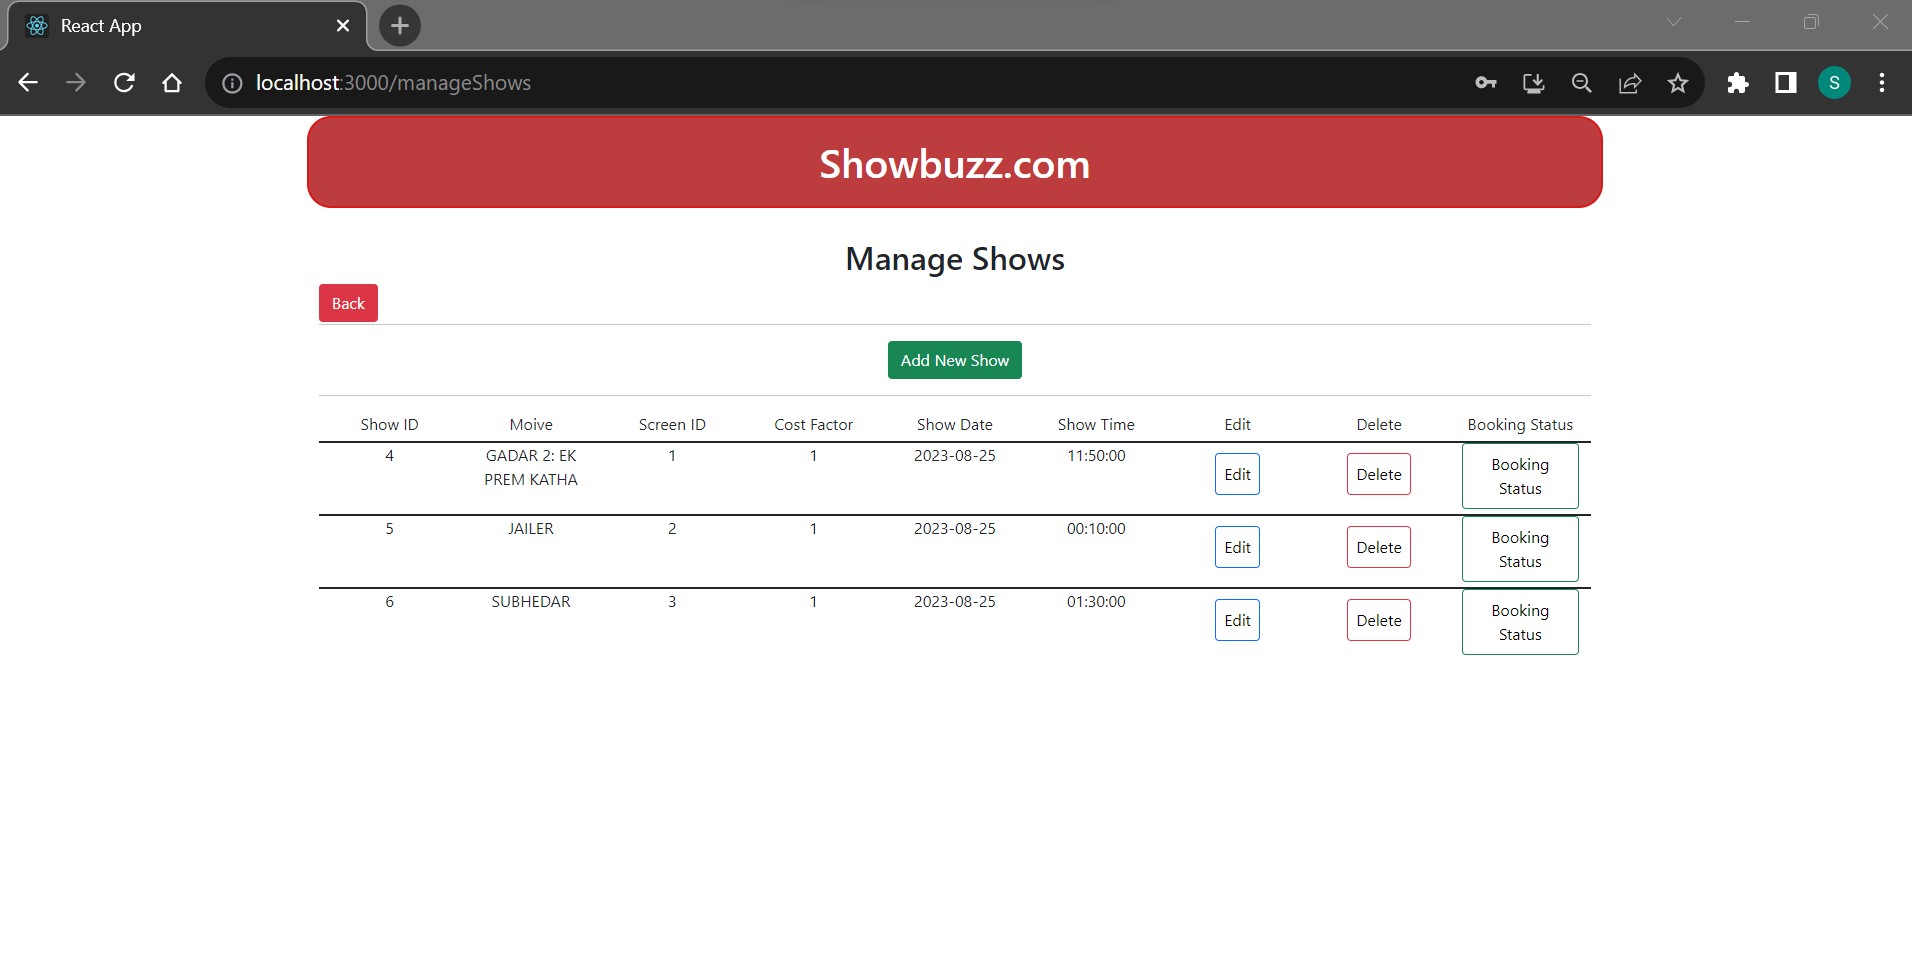 React App
localhost:3000/manageShows
S
Showbuzz.com
Manage Shows
Back
Add New Show
Show ID Moive Screen ID Cost Factor Show Date Show Time Edit Delete Booking Status
4 GADAR 2: EK 1 1 2023-08-25 11:50:00 Edit Delete Booking
PREM KATHA Status
5 JAILER 2 1 2023-08-25 00:10:00 Edit Delete Booking
Status
6 SUBHEDAR 3 1 2023-08-25 01:30:00 Edit Delete Booking
Status